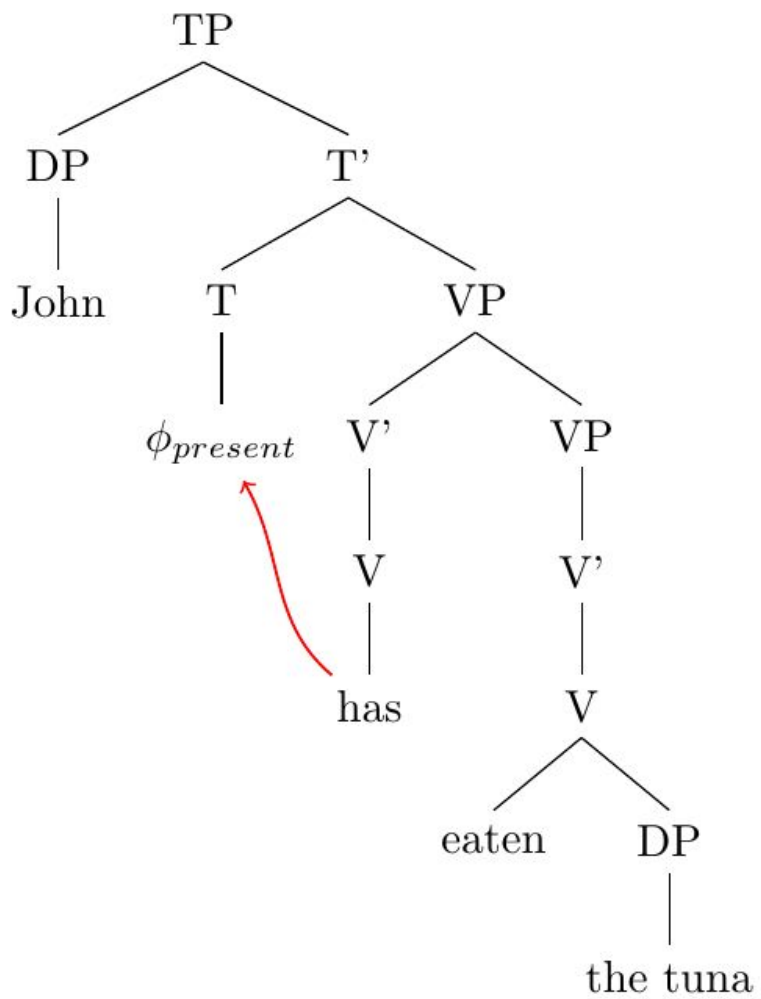 TP
DP T'
John T VP
ϕpresent V' VP
V V'
has V
eaten DP
the tuna